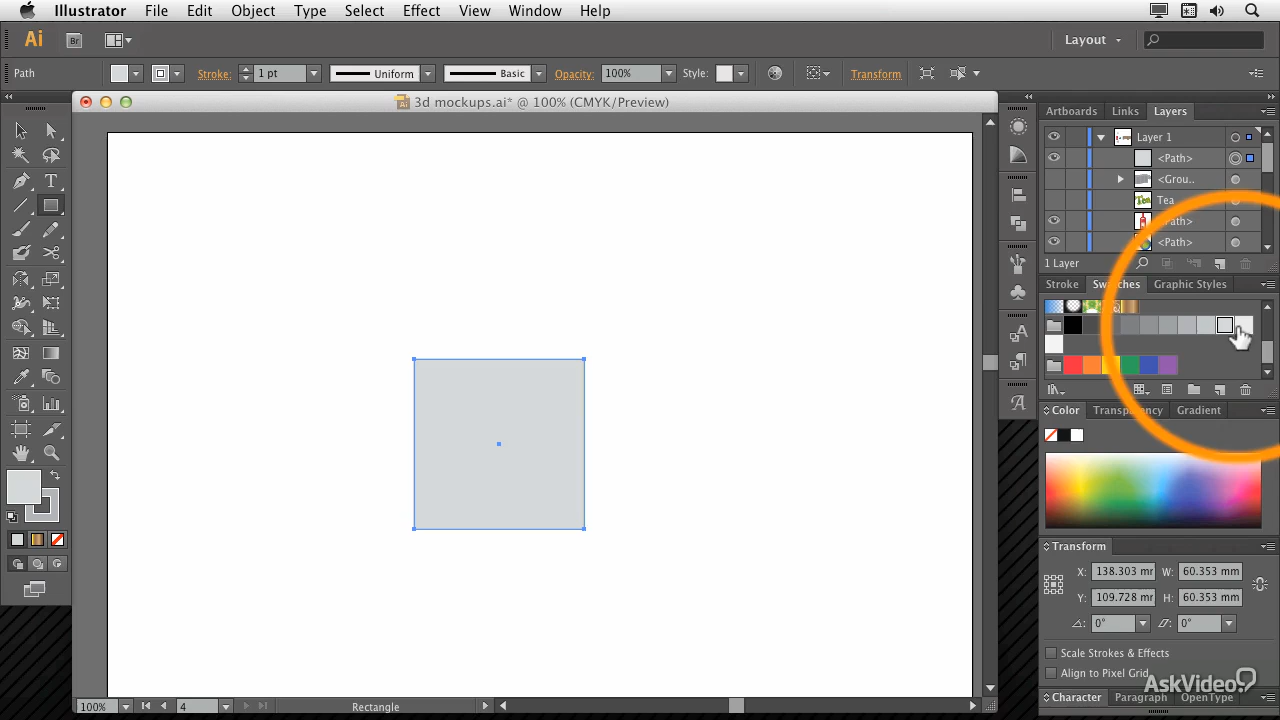 Illustrator File Edit Object Type Select Effect View Window Help
Ai Br Layout
Path Stroke: 1 pt Uniform Basic Opacity: 100% Style: Transform
3d mockups.ai* @ 100% (CMYK/Preview)
Artboards Links Layers
Layer 1
<Path>
<Grou..
Tea
<Path>
<Path>
1 Layer
Stroke Swatches Graphic Styles
Color Transparency Gradient
Transform
X: 138.303 mr W: 60.353 mm
Y: 109.728 mr H: 60.353 mm
0° 0°
Scale Strokes & Effects
Align to Pixel Grid
AskVideo
Character Paragraph OpenType
100% 4 Rectangle